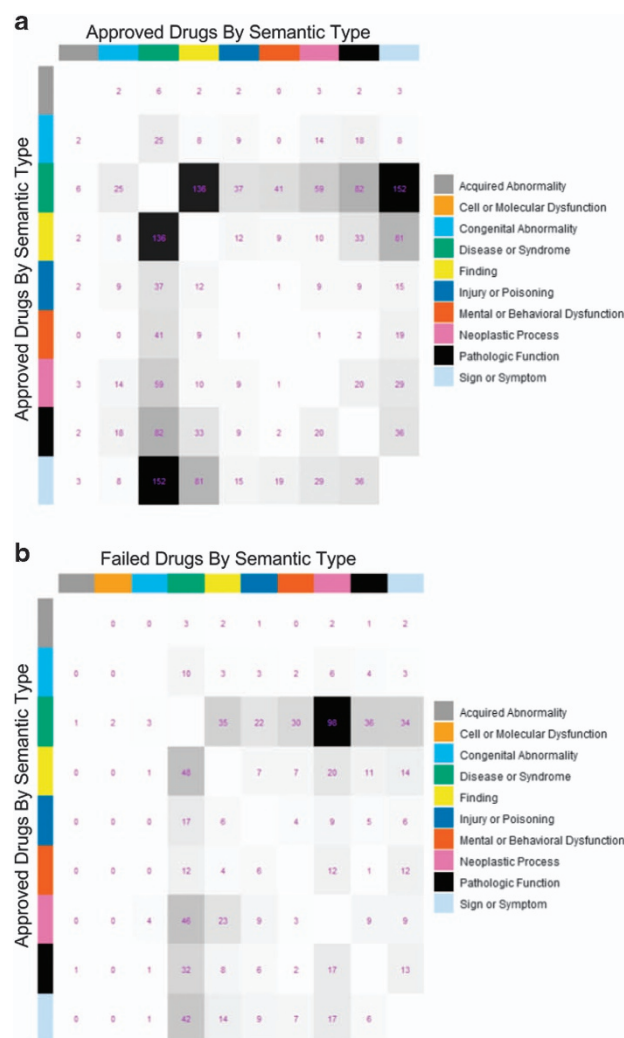 a
Approved Drugs By Semantic Type
Approved Drugs By Semantic Type
2 6 2 2 0 3 2 3
2 25 8 9 0 14 18 8
6 25 136 37 41 59 82 152
2 8 136 12 9 10 33 81
2 9 37 12 1 9 9 15
0 0 41 9 1 1 2 19
3 14 59 10 9 1 20 29
2 18 82 33 9 2 20 36
3 8 152 81 15 19 29 36
Acquired Abnormality
Cell or Molecular Dysfunction
Congenital Abnormality
Disease or Syndrome
Finding
Injury or Poisoning
Mental or Behavioral Dysfunction
Neoplastic Process
Pathologic Function
Sign or Symptom
b
Failed Drugs By Semantic Type
Approved Drugs By Semantic Type
0 0 3 2 1 0 2 1 2
0 0 10 3 3 2 6 4 3
1 2 3 35 22 30 98 36 34
0 0 1 48 7 7 20 11 14
0 0 0 17 6 4 9 5 6
0 0 0 12 4 6 12 1 12
0 0 4 46 23 9 3 9 9
1 0 1 32 8 6 2 17 13
0 0 1 42 14 9 7 17 6
Acquired Abnormality
Cell or Molecular Dysfunction
Congenital Abnormality
Disease or Syndrome
Finding
Injury or Poisoning
Mental or Behavioral Dysfunction
Neoplastic Process
Pathologic Function
Sign or Symptom